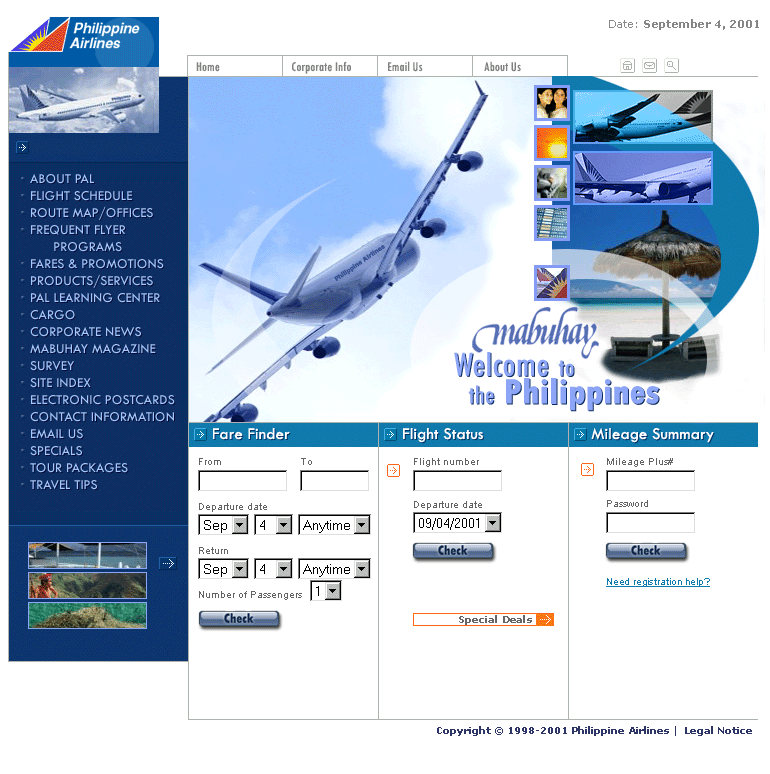 Philippine
Airlines
Date: September 4, 2001
Home
Corporate Info
Email Us
About Us
ABOUT PAL
FLIGHT SCHEDULE
ROUTE MAP/OFFICES
FREQUENT FLYER
PROGRAMS
FARES & PROMOTIONS
PRODUCTS/SERVICES
PAL LEARNING CENTER
CARGO
CORPORATE NEWS
MABUHAY MAGAZINE
SURVEY
SITE INDEX
ELECTRONIC POSTCARDS
CONTACT INFORMATION
EMAIL US
SPECIALS
TOUR PACKAGES
TRAVEL TIPS
Philippine Airlines
mabuhay.
Welcome to
the Philippines
Fare Finder
From To
Departure date
Sep 4 Anytime
Return
Sep 4 Anytime
Number of Passengers 1
Check
Flight Status
Flight number
Departure date
09/04/2001
Check
Special Deals
Mileage Summary
Mileage Plus#
Password
Check
Need registration help?
Copyright © 1998-2001 Philippine Airlines | Legal Notice